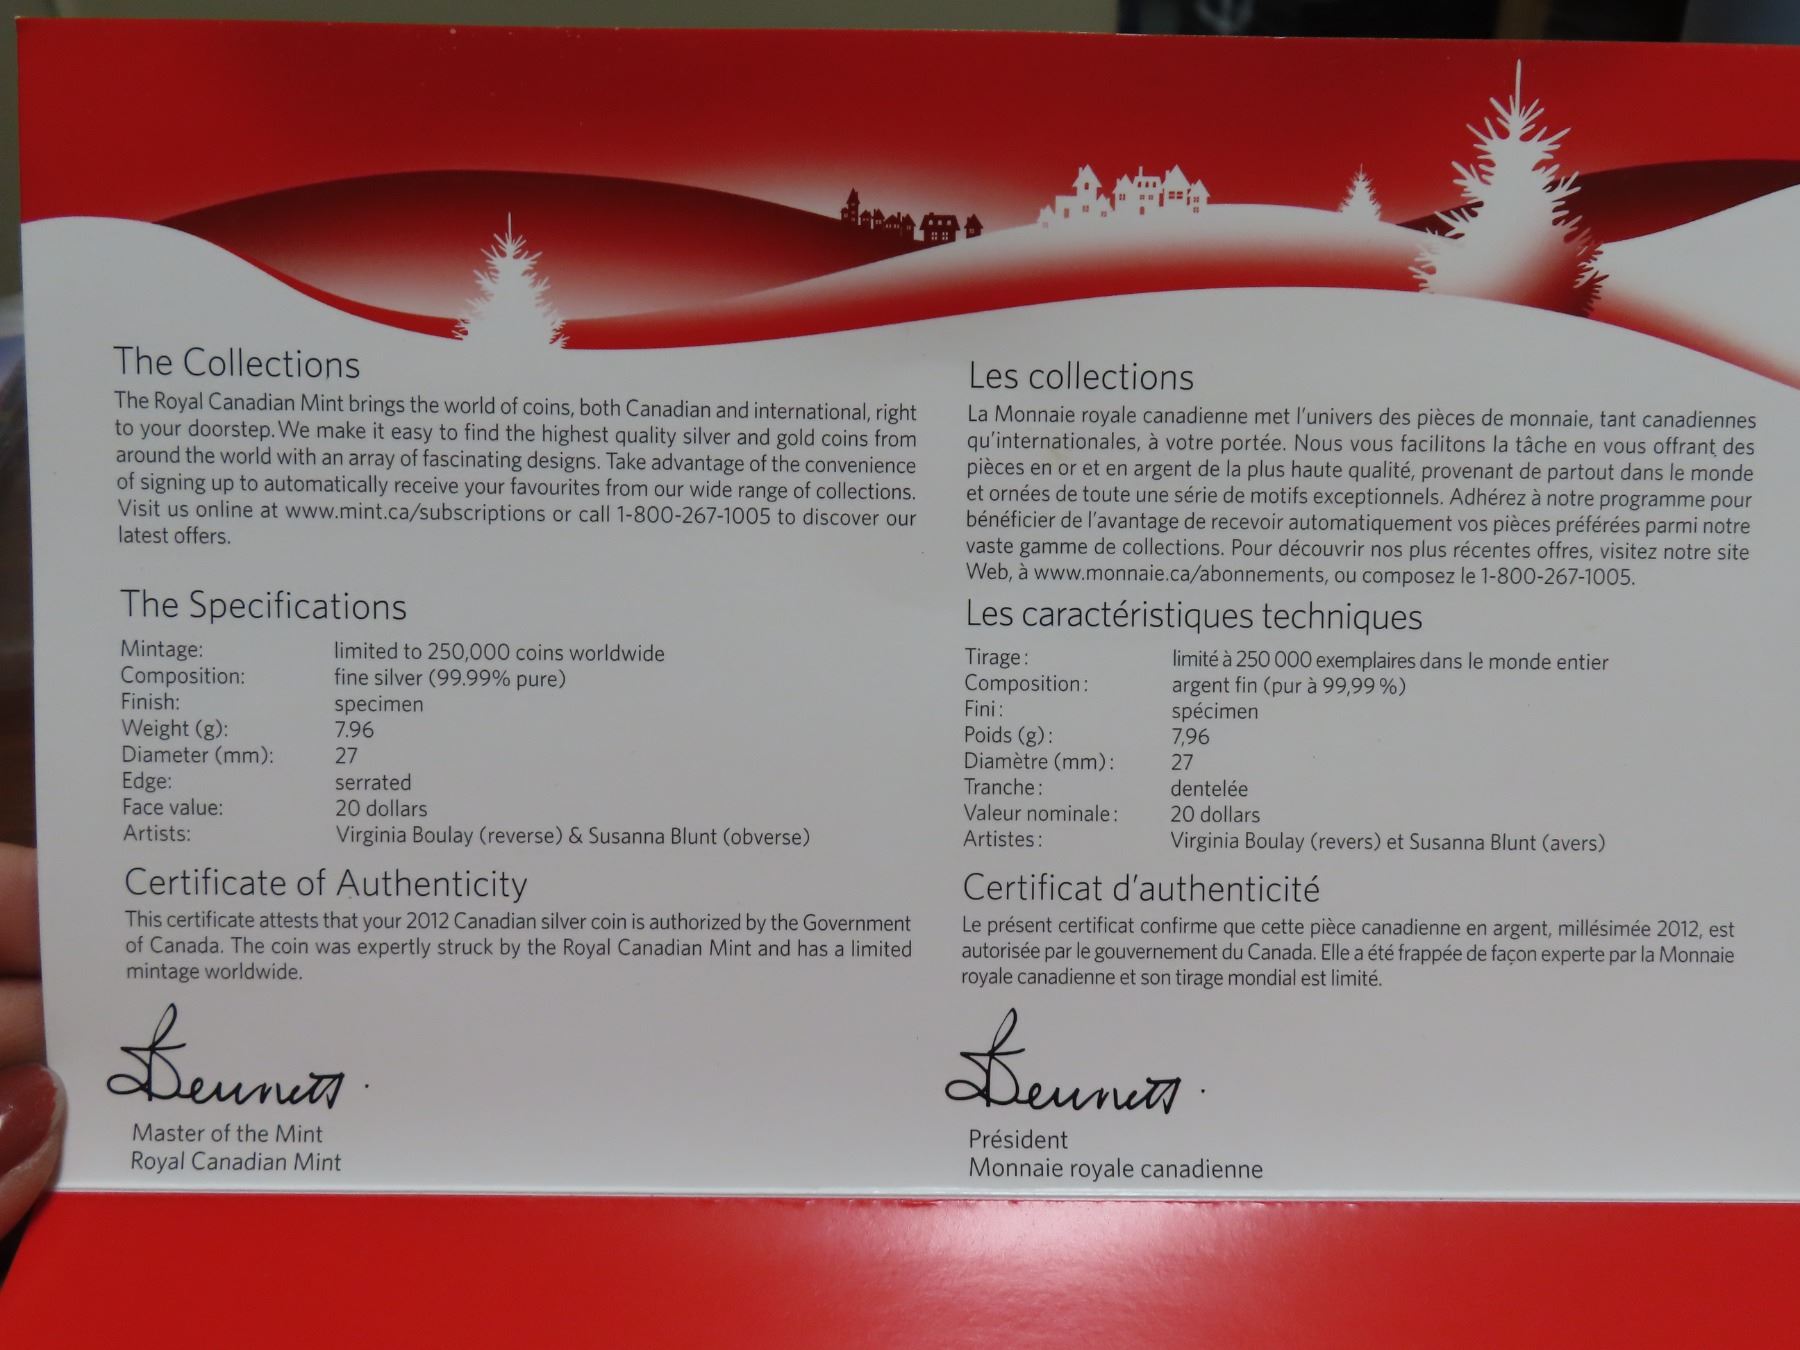 The Collections
The Royal Canadian Mint brings the world of coins, both Canadian and international, right
to your doorstep. We make it easy to find the highest quality silver and gold coins from
around the world with an array of fascinating designs. Take advantage of the convenience
of signing up to automatically receive your favourites from our wide range of collections.
Visit us online at www.mint.ca/subscriptions or call 1-800-267-1005 to discover our
latest offers.
The Specifications
Mintage: limited to 250,000 coins worldwide
Composition: fine silver (99.99% pure)
Finish: specimen
Weight (g): 7.96
Diameter (mm): 27
Edge: serrated
Face value: 20 dollars
Artists: Virginia Boulay (reverse) & Susanna Blunt (obverse)
Certificate of Authenticity
This certificate attests that your 2012 Canadian silver coin is authorized by the Government
of Canada. The coin was expertly struck by the Royal Canadian Mint and has a limited
mintage worldwide.
Bennett
Master of the Mint
Royal Canadian Mint
Les collections
La Monnaie royale canadienne met l'univers des pièces de monnaie, tant canadiennes
qu'internationales, à votre portée. Nous vous facilitons la tâche en vous offrant des
pièces en or et en argent de la plus haute qualité, provenant de partout dans le monde
et ornées de toute une série de motifs exceptionnels. Adhérez à notre programme pour
bénéficier de l'avantage de recevoir automatiquement vos pièces préférées parmi notre
vaste gamme de collections. Pour découvrir nos plus récentes offres, visitez notre site
Web, à www.monnaie.ca/abonnements, ou composez le 1-800-267-1005.
Les caractéristiques techniques
Tirage : limité à 250 000 exemplaires dans le monde entier
Composition : argent fin (pur à 99,99 %)
Fini : spécimen
Poids (g) : 7,96
Diamètre (mm) : 27
Tranche : dentelée
Valeur nominale : 20 dollars
Artistes : Virginia Boulay (revers) et Susanna Blunt (avers)
Certificat d'authenticité
Le présent certificat confirme que cette pièce canadienne en argent, millésimée 2012, est
autorisée par le gouvernement du Canada. Elle a été frappée de façon experte par la Monnaie
royale canadienne et son tirage mondial est limité.
Bennett
Président
Monnaie royale canadienne